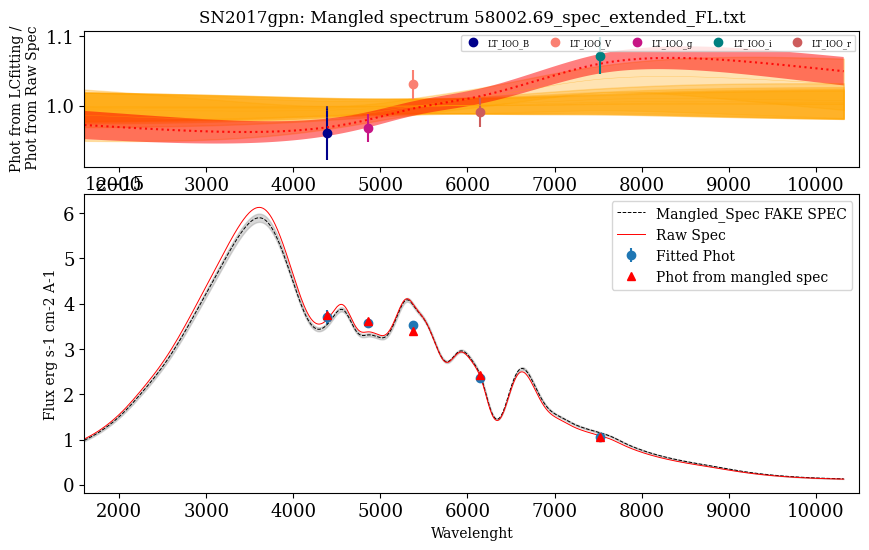 SN2017gpn: Mangled spectrum 58002.69_spec_extended_FL.txt
Phot from LCfitting /
Phot from Raw Spec
1.1
1.0
LT_IOO_B
LT_IOO_V
LT_IOO_g
LT_IOO_i
LT_IOO_r
2000 3000 4000 5000 6000 7000 8000 9000 10000
1e−15
Flux erg s-1 cm-2 A-1
6
5
4
3
2
1
0
Mangled_Spec FAKE SPEC
Raw Spec
Fitted Phot
Phot from mangled spec
2000 3000 4000 5000 6000 7000 8000 9000 10000
Wavelenght